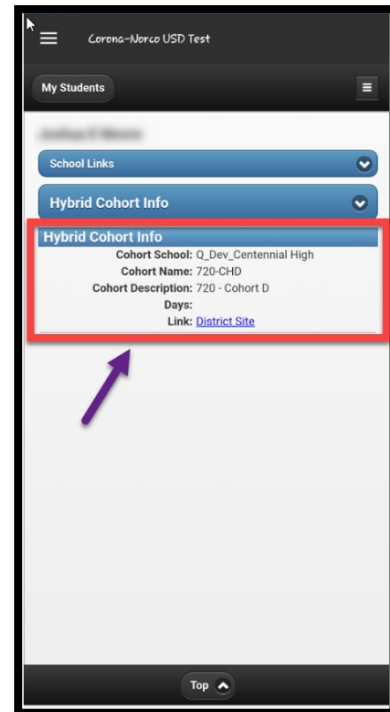 Corona-Norco USD Test
My Students
School Links
Hybrid Cohort Info
Hybrid Cohort Info
Cohort School: Q_Dev_Centennial High
Cohort Name: 720-CHD
Cohort Description: 720 - Cohort D
Days:
Link: District Site
Top